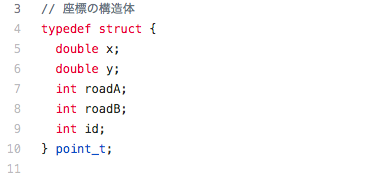 3 // 座標の構造体
4 typedef struct {
5   double x;
6   double y;
7   int roadA;
8   int roadB;
9   int id;
10 } point_t;
11